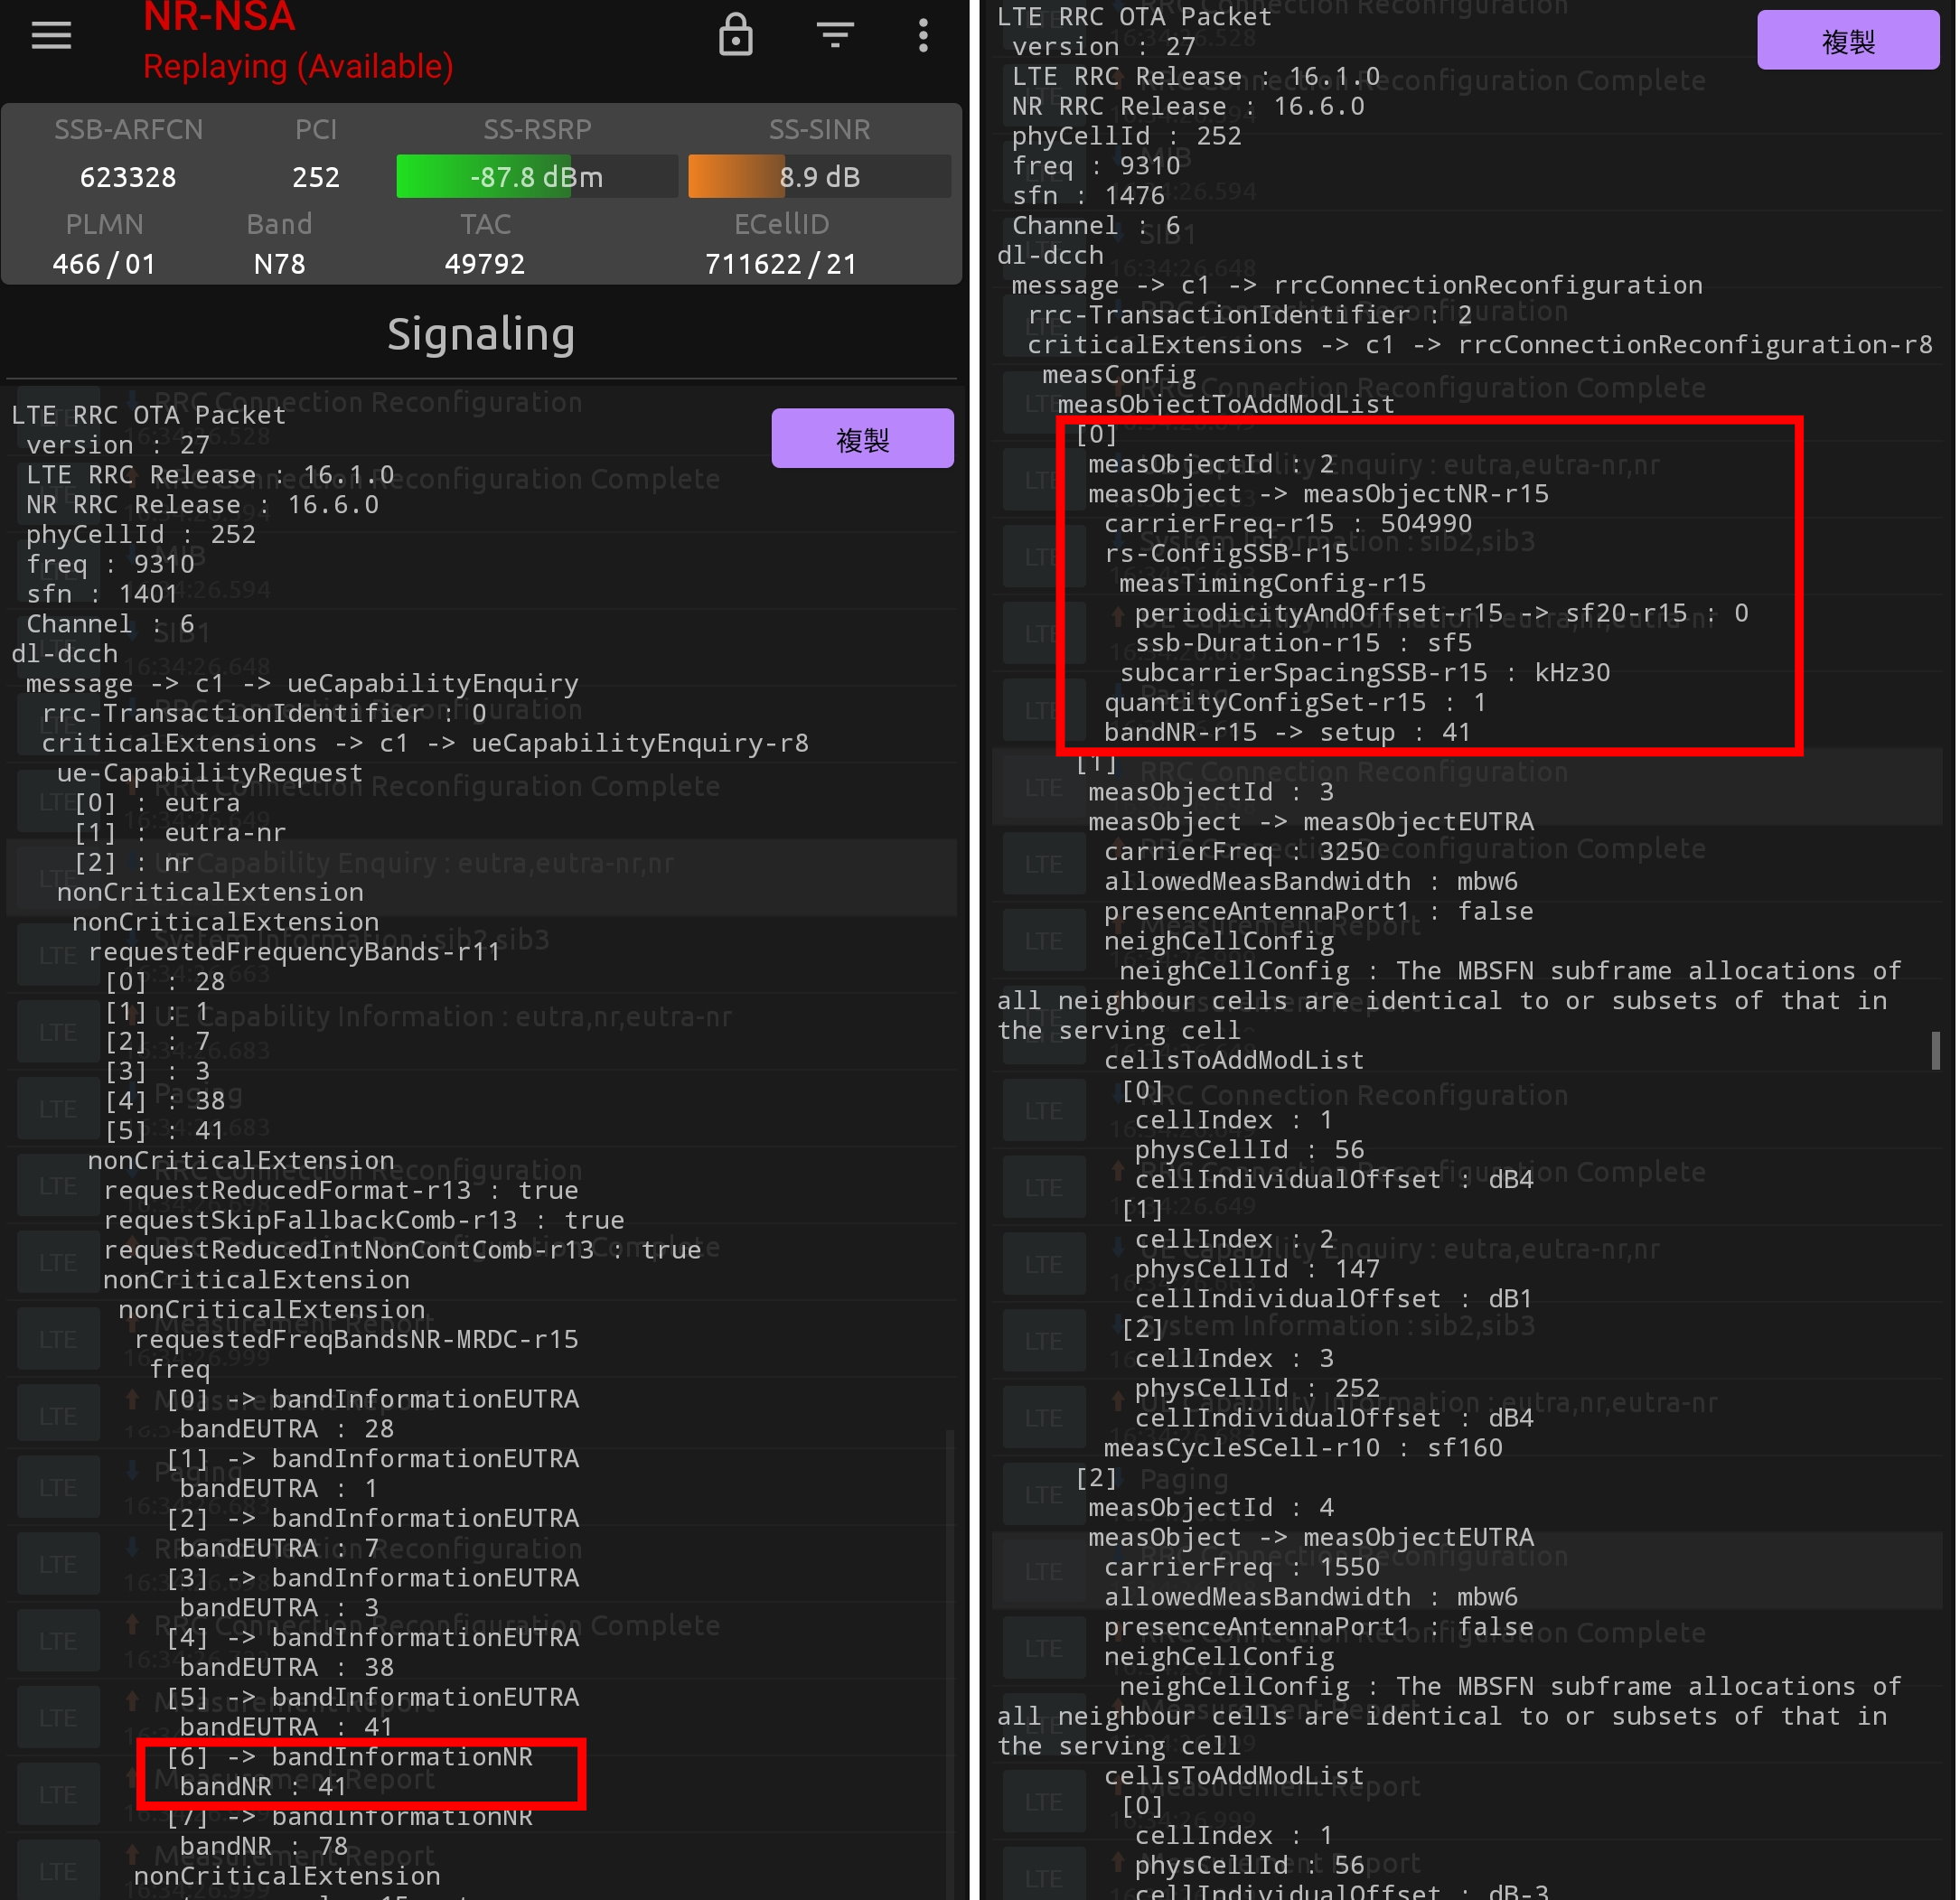 NR-NSA
Replaying (Available)
SSB-ARFCN PCI SS-RSRP SS-SINR
623328 252 -87.8 dBm 8.9 dB
PLMN Band TAC ECellID
466 / 01 N78 49792 711622 / 21
Signaling
LTE RRC OTA Packet
複製
version : 27
LTE RRC Release : 16.1.0
NR RRC Release : 16.6.0
phyCellId : 252
freq : 9310
sfn : 1401
Channel : 6
dl-dcch
message -> c1 -> ueCapabilityEnquiry
rrc-TransactionIdentifier : 0
criticalExtensions -> c1 -> ueCapabilityEnquiry-r8
ue-CapabilityRequest
[0] : eutra
[1] : eutra-nr
[2] : nr
nonCriticalExtension
nonCriticalExtension
requestedFrequencyBands-r11
[0] : 28
[1] : 1
[2] : 7
[3] : 3
[4] : 38
[5] : 41
nonCriticalExtension
requestReducedFormat-r13 : true
requestSkipFallbackComb-r13 : true
requestReducedIntNonContComb-r13 : true
nonCriticalExtension
nonCriticalExtension
requestedFreqBandsNR-MRDC-r15
freq
[0] -> bandInformationEUTRA
bandEUTRA : 28
[1] -> bandInformationEUTRA
bandEUTRA : 1
[2] -> bandInformationEUTRA
bandEUTRA : 7
[3] -> bandInformationEUTRA
bandEUTRA : 3
[4] -> bandInformationEUTRA
bandEUTRA : 38
[5] -> bandInformationEUTRA
bandEUTRA : 41
[6] -> bandInformationNR
bandNR : 41
[7] -> bandInformationNR
bandNR : 78
nonCriticalExtension
LTE RRC OTA Packet
複製
version : 27
LTE RRC Release : 16.1.0
NR RRC Release : 16.6.0
phyCellId : 252
freq : 9310
sfn : 1476
Channel : 6
dl-dcch
message -> c1 -> rrcConnectionReconfiguration
rrc-TransactionIdentifier : 2
criticalExtensions -> c1 -> rrcConnectionReconfiguration-r8
measConfig
measObjectToAddModList
[0]
measObjectId : 2
measObject -> measObjectNR-r15
carrierFreq-r15 : 504990
rs-ConfigSSB-r15
measTimingConfig-r15
periodicityAndOffset-r15 -> sf20-r15 : 0
ssb-Duration-r15 : sf5
subcarrierSpacingSSB-r15 : kHz30
quantityConfigSet-r15 : 1
bandNR-r15 -> setup : 41
[1]
measObjectId : 3
measObject -> measObjectEUTRA
carrierFreq : 3250
allowedMeasBandwidth : mbw6
presenceAntennaPort1 : false
neighCellConfig
neighCellConfig : The MBSFN subframe allocations of
all neighbour cells are identical to or subsets of that in
the serving cell
cellsToAddModList
[0]
cellIndex : 1
physCellId : 56
cellIndividualOffset : dB4
[1]
cellIndex : 2
physCellId : 147
cellIndividualOffset : dB1
[2]
cellIndex : 3
physCellId : 252
cellIndividualOffset : dB4
measCycleSCell-r10 : sf160
[2]
measObjectId : 4
measObject -> measObjectEUTRA
carrierFreq : 1550
allowedMeasBandwidth : mbw6
presenceAntennaPort1 : false
neighCellConfig
neighCellConfig : The MBSFN subframe allocations of
all neighbour cells are identical to or subsets of that in
the serving cell
cellsToAddModList
[0]
cellIndex : 1
physCellId : 56
cellIndividualOffset : dB-3